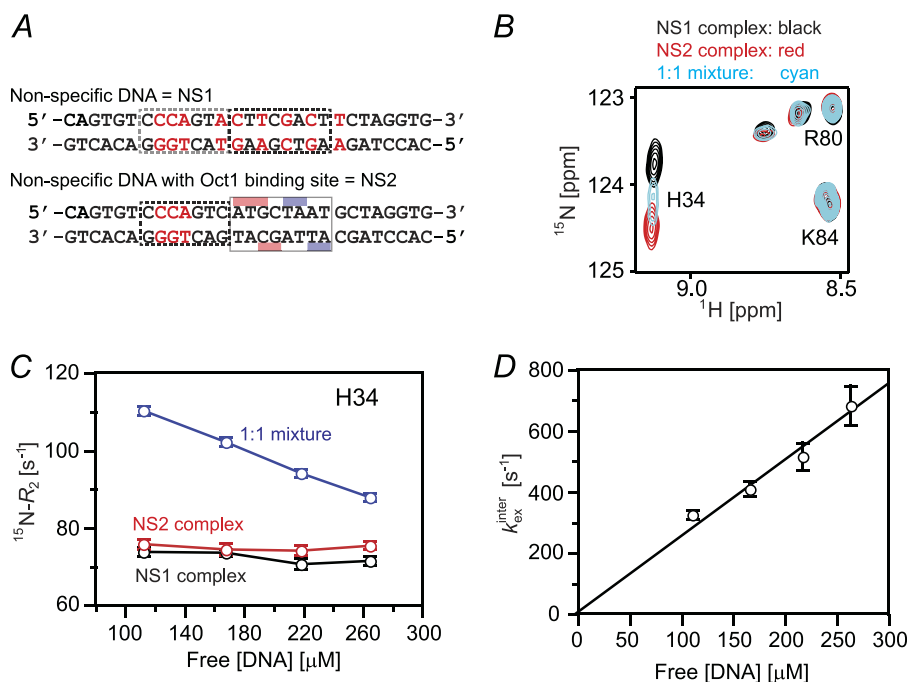 A
Non-specific DNA = NS1
5′ -CAGTGTCCCAGTACTTCGACTTCTAGGTG-3′
3′ -GTCACAGGGTCATGAAGCTGAAGATCCAC-5′
Non-specific DNA with Oct1 binding site = NS2
5′ -CAGTGTCCCAGTCATGCTAATGCTAGGTG-3′
3′ -GTCACAGGGTCAGTACGATTACGATCCAC-5′
B
NS1 complex: black
NS2 complex: red
1:1 mixture: cyan
123
124
125
15N [ppm]
R80
H34
K84
9.0 8.5
1H [ppm]
C
120
100
80
60
15N-R2 [s-1]
H34
1:1 mixture
NS2 complex
NS1 complex
100 140 180 220 260 300
Free [DNA] [μM]
D
800
600
400
200
0
kexinter [s-1]
0 50 100 150 200 250 300
Free [DNA] [μM]